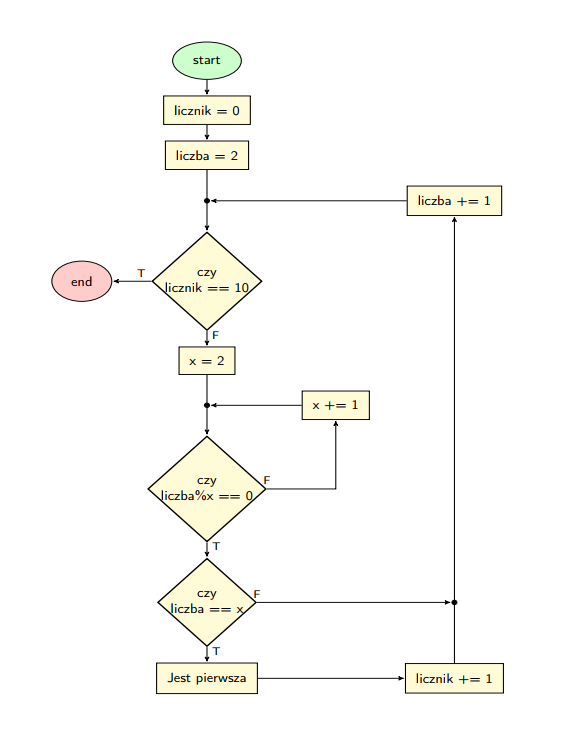 start
licznik = 0
liczba = 2
liczba += 1
czy
licznik == 10
T
end
F
x = 2
x += 1
czy
liczba%x == 0
F
T
czy
liczba == x
F
T
Jest pierwsza
licznik += 1